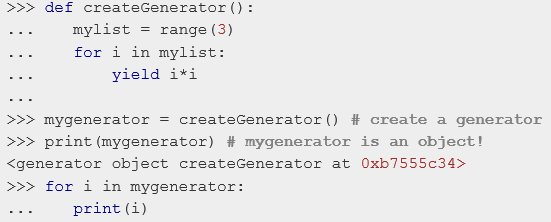 >>> def createGenerator():
...    mylist = range(3)
...    for i in mylist:
...        yield i*i
...
>>> mygenerator = createGenerator() # create a generator
>>> print(mygenerator) # mygenerator is an object!
<generator object createGenerator at 0xb7555c34>
>>> for i in mygenerator:
...    print(i)